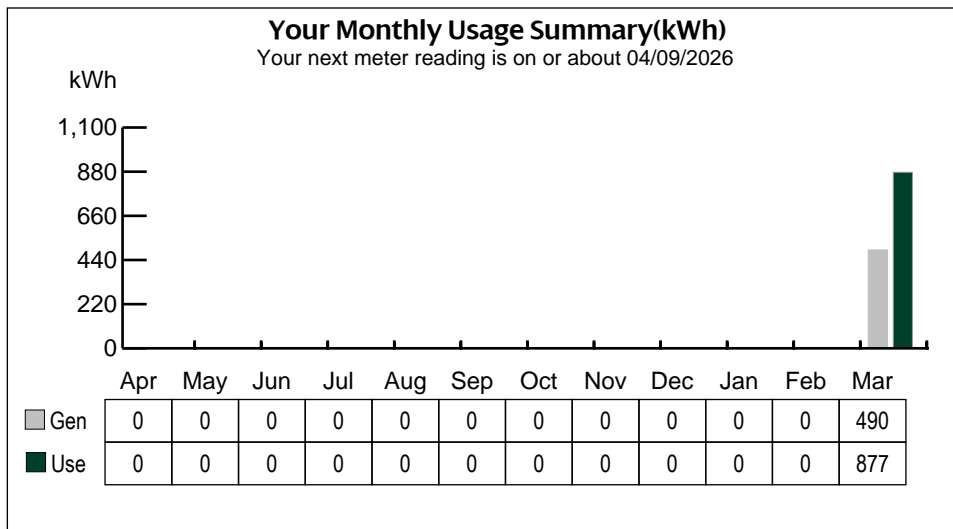 Your Monthly Usage Summary(kWh)
Your next meter reading is on or about 04/09/2026
kWh
1,100
880
660
440
220
0
Apr May Jun Jul Aug Sep Oct Nov Dec Jan Feb Mar
Gen 0 0 0 0 0 0 0 0 0 0 0 490
Use 0 0 0 0 0 0 0 0 0 0 0 877